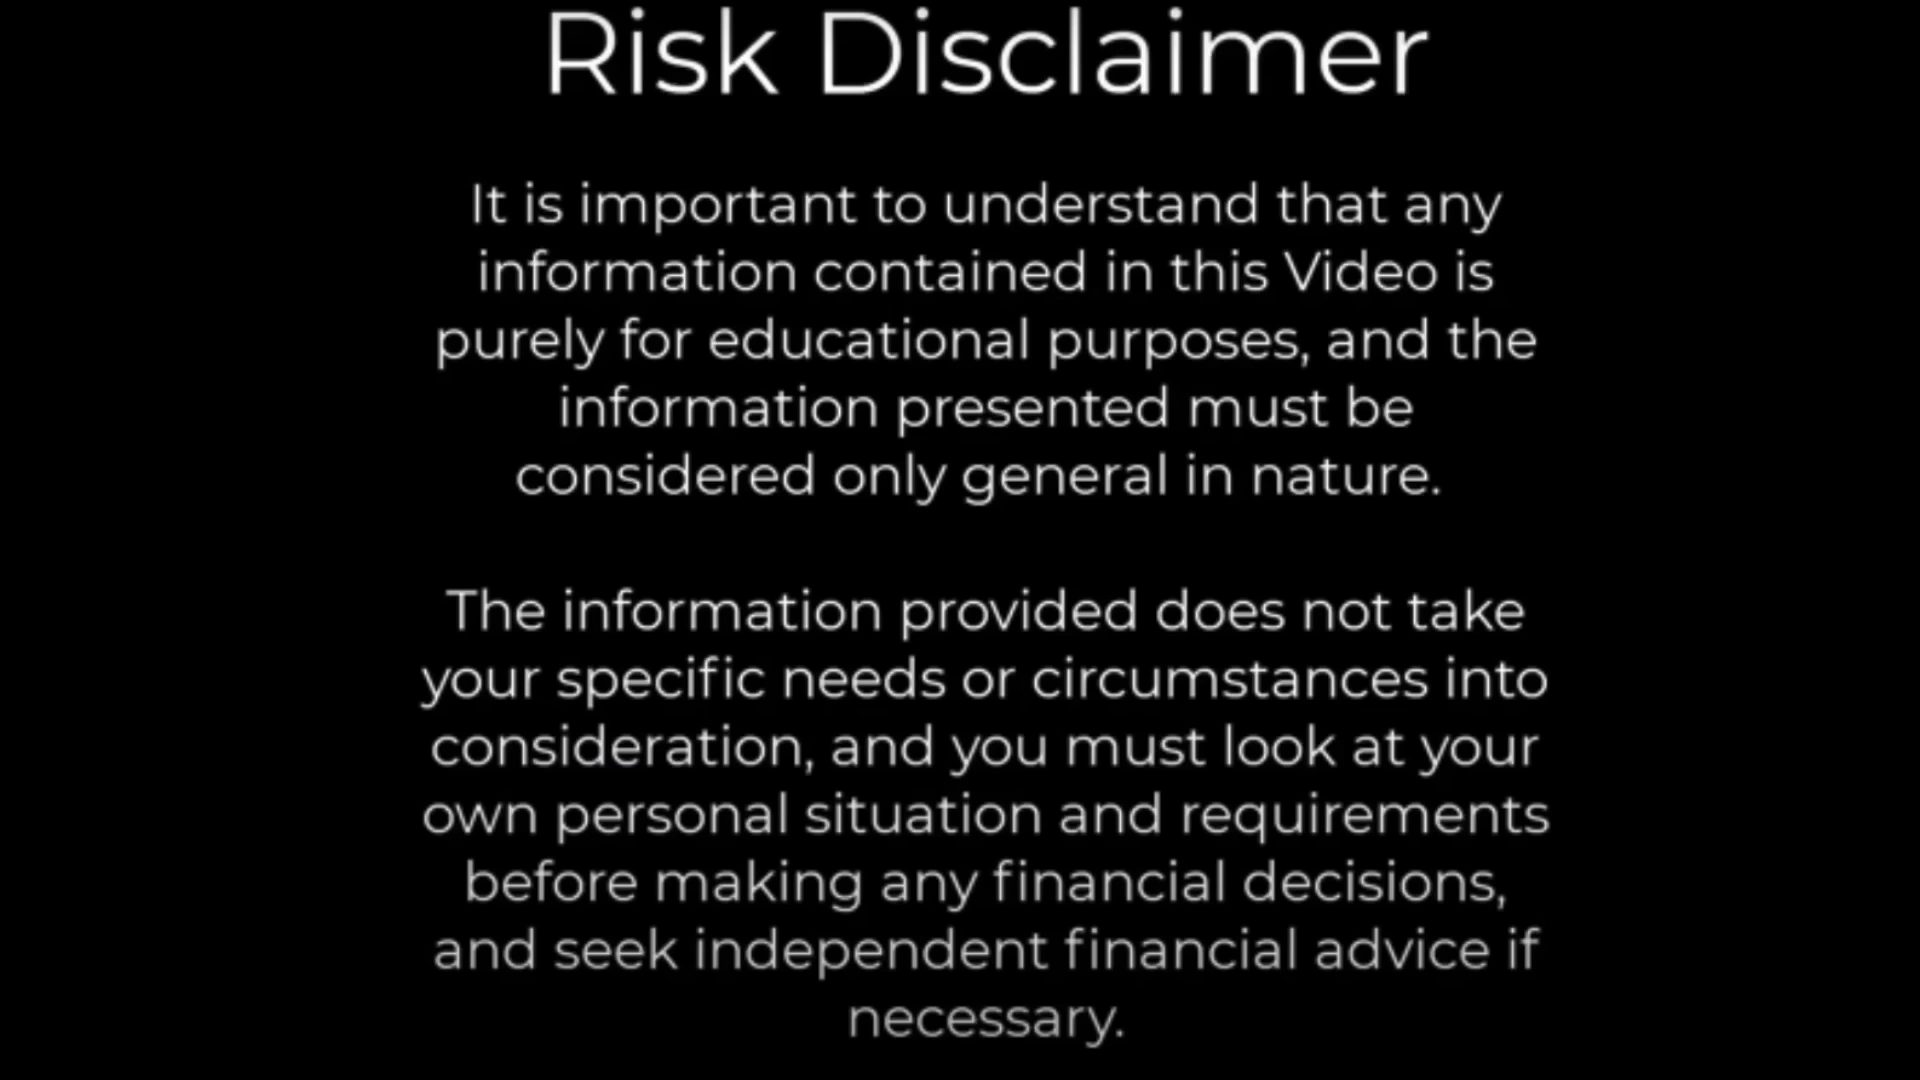 Risk Disclaimer
It is important to understand that any
information contained in this Video is
purely for educational purposes, and the
information presented must be
considered only general in nature.
The information provided does not take
your specific needs or circumstances into
consideration, and you must look at your
own personal situation and requirements
before making any financial decisions,
and seek independent financial advice if
necessary.